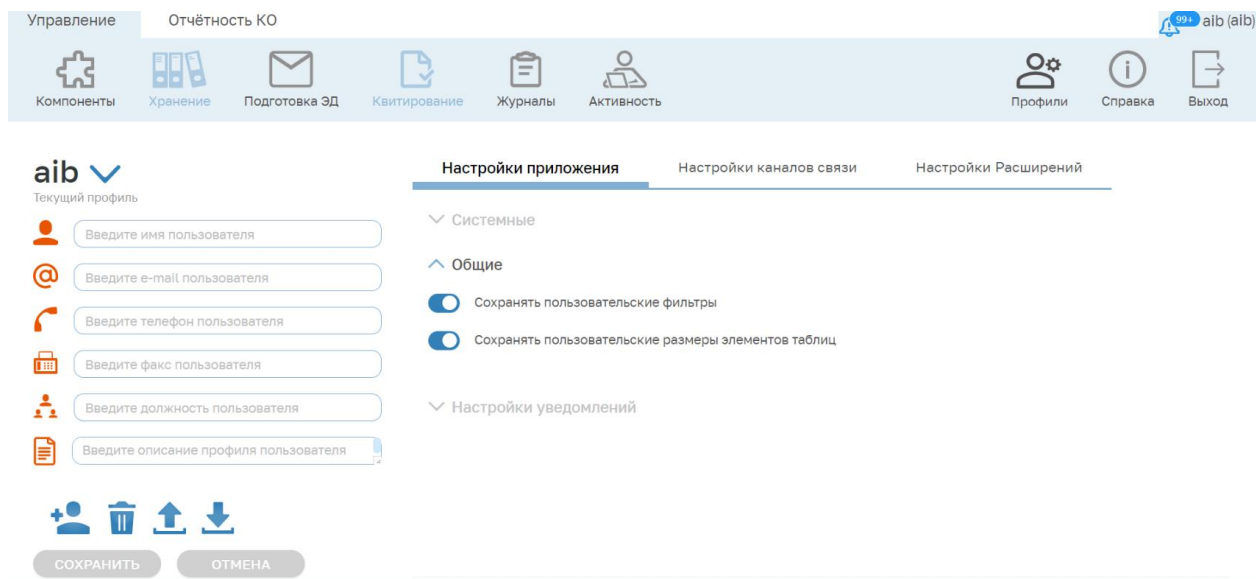 Управление Отчётность КО 99+ aib (aib)
Компоненты Хранение Подготовка ЭД Квитирование Журналы Активность Профили Справка Выход
aib
Текущий профиль
Введите имя пользователя
Введите e-mail пользователя
Введите телефон пользователя
Введите факс пользователя
Введите должность пользователя
Введите описание профиля пользователя
СОХРАНИТЬ ОТМЕНА
Настройки приложения Настройки каналов связи Настройки Расширений
Системные
Общие
Сохранять пользовательские фильтры
Сохранять пользовательские размеры элементов таблиц
Настройки уведомлений